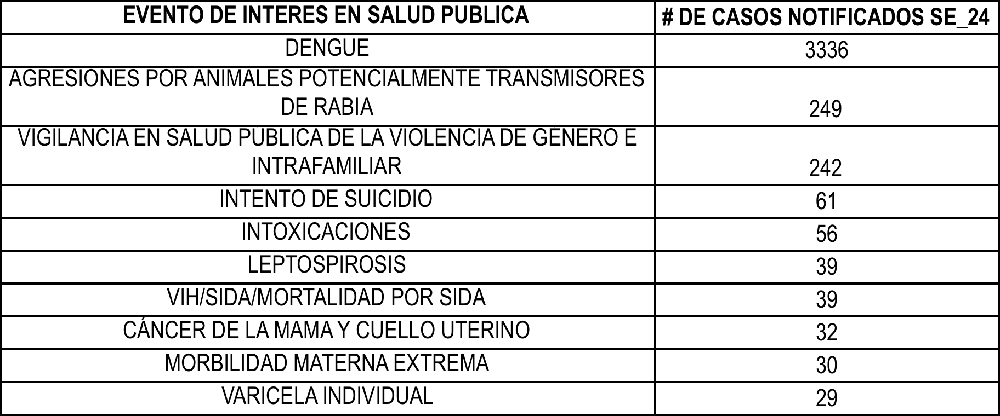 EVENTO DE INTERES EN SALUD PUBLICA # DE CASOS NOTIFICADOS SE_24
DENGUE 3336
AGRESIONES POR ANIMALES POTENCIALMENTE TRANSMISORES
DE RABIA 249
VIGILANCIA EN SALUD PÚBLICA DE LA VIOLENCIA DE GÉNERO E
INTRAFAMILIAR 242
INTENTO DE SUICIDIO 61
INTOXICACIONES 56
LEPTOSPIROSIS 39
VIH/SIDA/MORTALIDAD POR SIDA 39
CÁNCER DE LA MAMA Y CUELLO UTERINO 32
MORBILIDAD MATERNA EXTREMA 30
VARICELA INDIVIDUAL 29